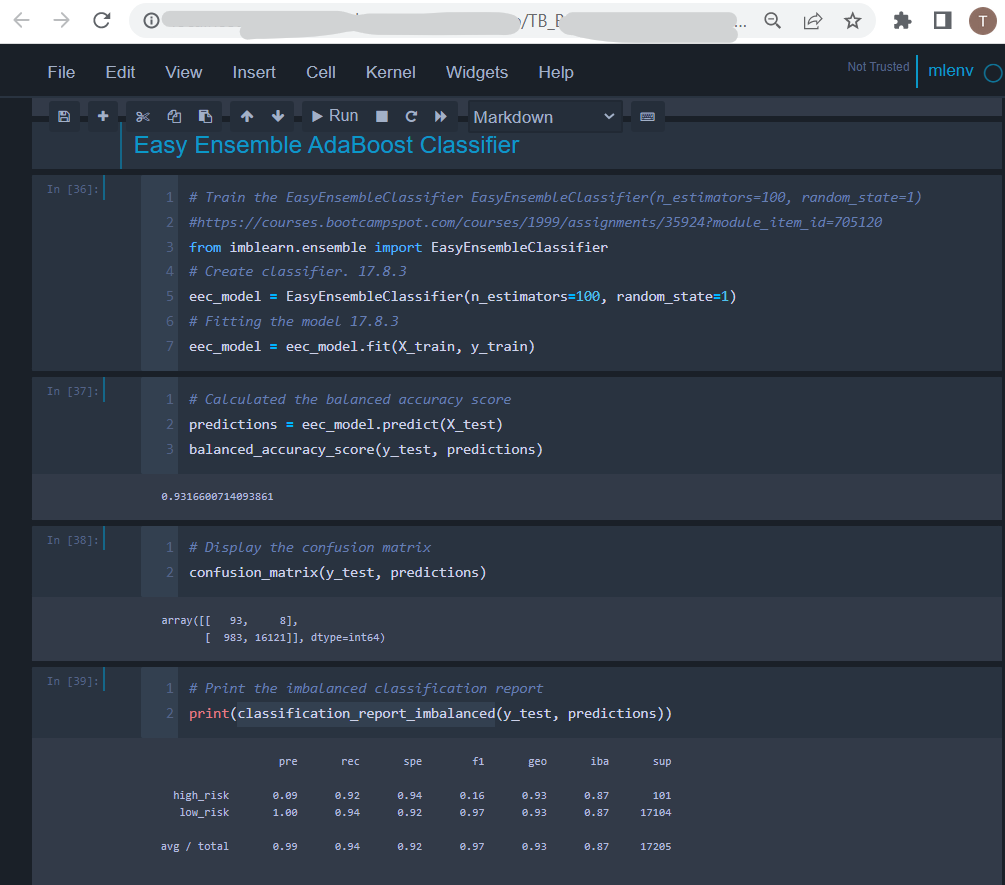 /TB_
...
T
File Edit View Insert Cell Kernel Widgets Help
Not Trusted
mlenv
Run
Markdown
Easy Ensemble AdaBoost Classifier
In [36]:
1 # Train the EasyEnsembleClassifier EasyEnsembleClassifier(n_estimators=100, random_state=1)
2 #https://courses.bootcampspot.com/courses/1999/assignments/35924?module_item_id=705120
3 from imblearn.ensemble import EasyEnsembleClassifier
4 # Create classifier. 17.8.3
5 eec_model = EasyEnsembleClassifier(n_estimators=100, random_state=1)
6 # Fitting the model 17.8.3
7 eec_model = eec_model.fit(X_train, y_train)
In [37]:
1 # Calculated the balanced accuracy score
2 predictions = eec_model.predict(X_test)
3 balanced_accuracy_score(y_test, predictions)
0.9316600714093861
In [38]:
1 # Display the confusion matrix
2 confusion_matrix(y_test, predictions)
array([[   93,     8],
       [  983, 16121]], dtype=int64)
In [39]:
1 # Print the imbalanced classification report
2 print(classification_report_imbalanced(y_test, predictions))
pre rec spe f1 geo iba sup
high_risk 0.09 0.92 0.94 0.16 0.93 0.87 101
low_risk 1.00 0.94 0.92 0.97 0.93 0.87 17104
avg / total 0.99 0.94 0.92 0.97 0.93 0.87 17205